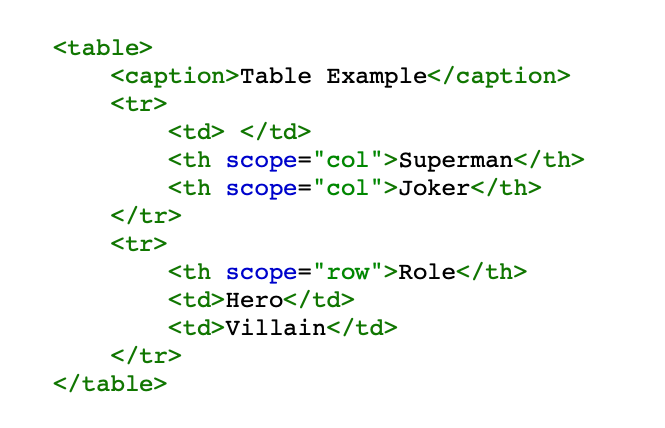 <table>
    <caption>Table Example</caption>
    <tr>
        <td> </td>
        <th scope="col">Superman</th>
        <th scope="col">Joker</th>
    </tr>
    <tr>
        <th scope="row">Role</th>
        <td>Hero</td>
        <td>Villain</td>
    </tr>
</table>